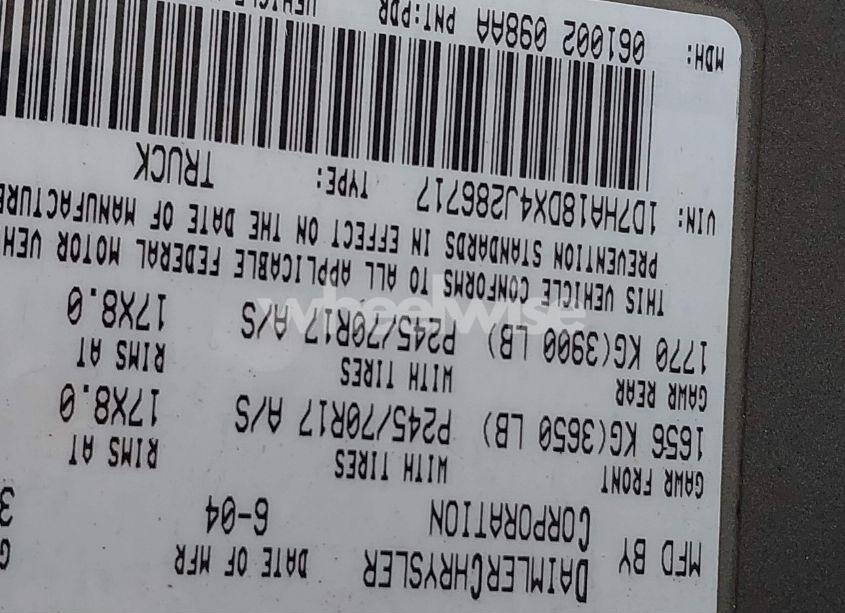 MFD BY DAIMLERCHRYSLER DATE OF MFR G
CORPORATION 6-04 3
GAWR FRONT WITH TIRES RIMS AT
1656 KG(3650 LB) P245/70R17 A/S 17X8.0
GAWR REAR WITH TIRES RIMS AT
1770 KG(3900 LB) P245/70R17 A/S 17X8.0
THIS VEHICLE CONFORMS TO ALL APPLICABLE FEDERAL MOTOR VEH
PREVENTION STANDARDS IN EFFECT ON THE DATE OF MANUFACTURE
VIN: 1D7HA18DX4J286717 TYPE: TRUCK
MDH: 061002 098AA PNT:PDR VEHICLE
wheelwise